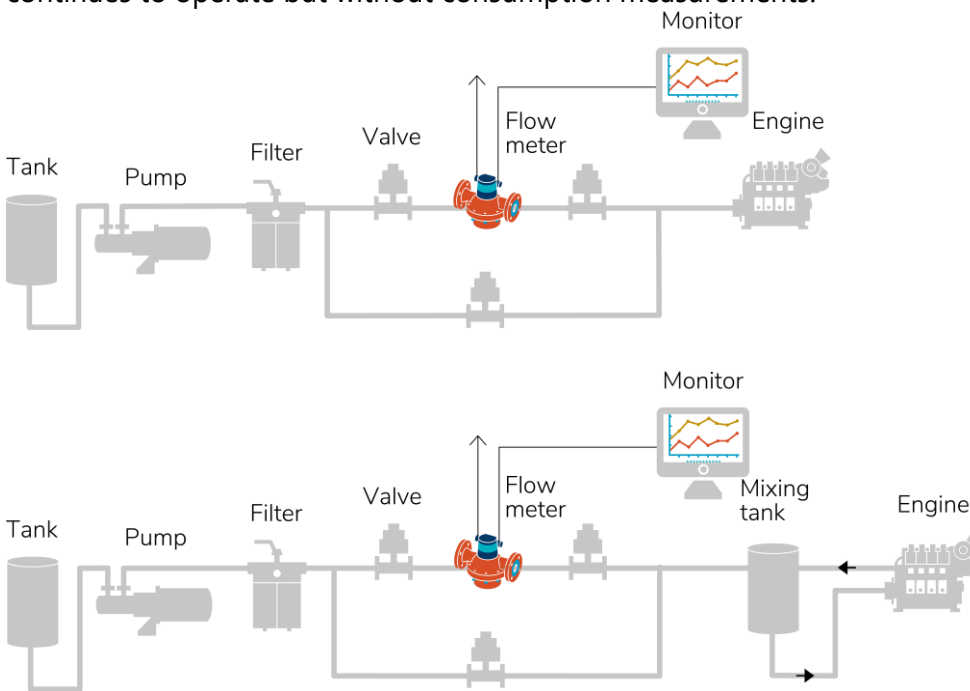 continues to operate but without consumption measurements.
Monitor
Valve
Flow
meter
Engine
Filter
Tank
Pump
Monitor
Valve
Flow
meter
Mixing
tank
Engine
Filter
Tank
Pump